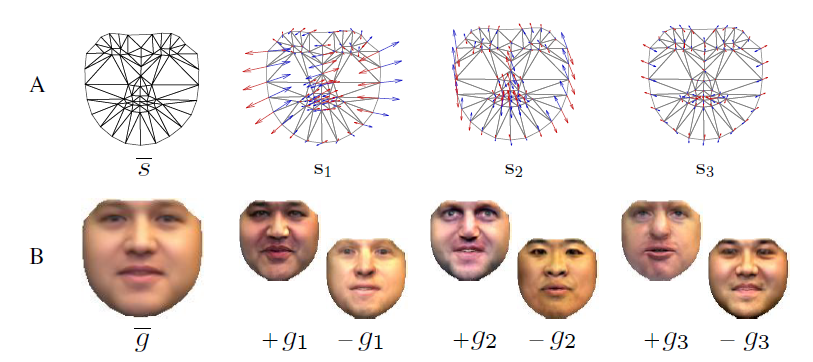 A
s̅ s₁ s₂ s₃
B
g̅ +g₁ −g₁ +g₂ −g₂ +g₃ −g₃